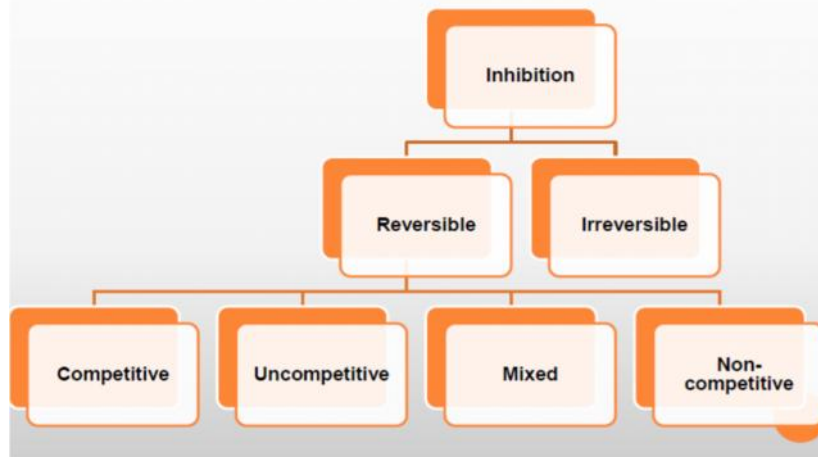 Inhibition
Reversible
Irreversible
Competitive
Uncompetitive
Mixed
Non-
competitive